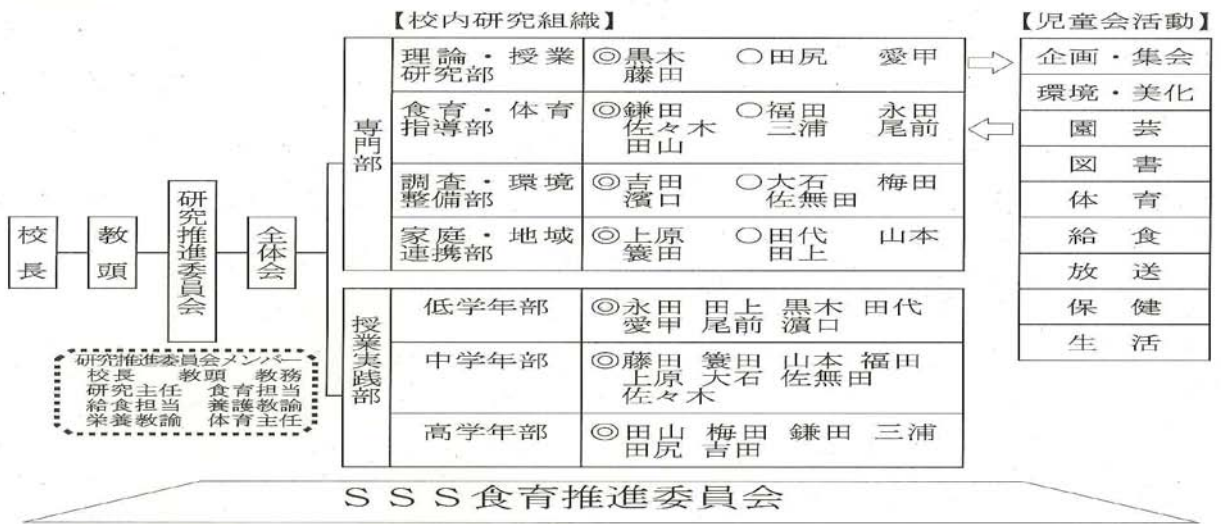 【校内研究組織】
【児童会活動】
校長
教頭
研究推進委員会
全体会
研究推進委員会メンバー
校長 教頭 教務
研究主任 食育担当
給食担当 養護教諭
栄養教諭 体育主任
専門部
理論・授業
研究部
◎黒木 ○田尻 愛甲
藤田
食育・体育
指導部
◎鎌田 ○福田 永田
佐々木 三浦 尾前
田山
調査・環境
整備部
◎吉田 ○大石 梅田
濱口 佐無田
家庭・地域
連携部
◎上原 ○田代 山本
簑田 田上
授業実践部
低学年部
◎永田 田上 黒木 田代
愛甲 尾前 濱口
中学年部
◎藤田 簑田 山本 福田
上原 大石 佐無田
佐々木
高学年部
◎田山 梅田 鎌田 三浦
田尻 吉田
企画・集会
環境・美化
園芸
図書
体育
給食
放送
保健
生活
ＳＳＳ食育推進委員会